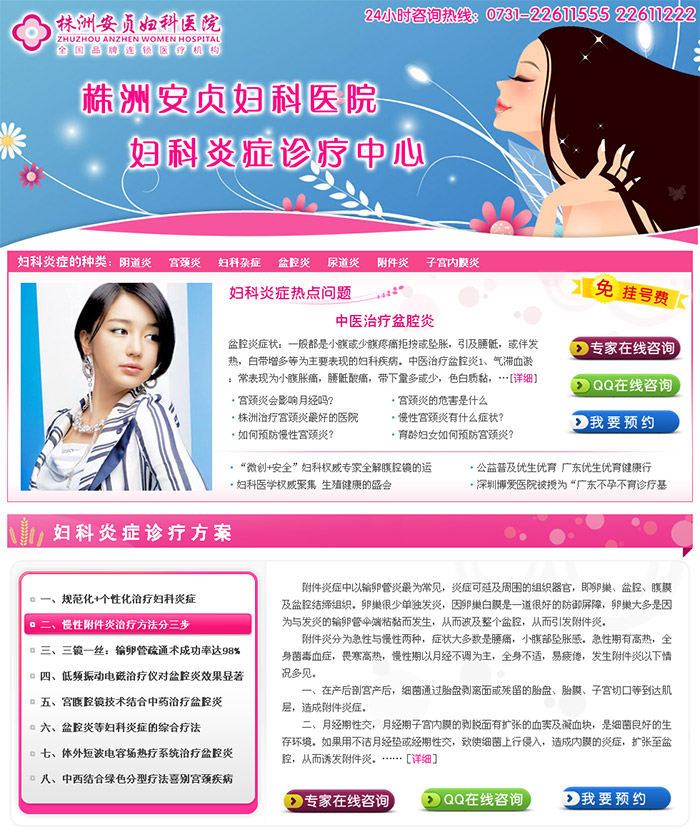 株洲安贞妇科医院
ZHUZHOU ANZHEN WOMEN HOSPITAL
全国品牌连锁医疗机构
24小时咨询热线：0731-22611555 22611222
株洲安贞妇科医院
妇科炎症诊疗中心
妇科炎症的种类：阴道炎 宫颈炎 妇科杂症 盆腔炎 尿道炎 附件炎 子宫内膜炎
妇科炎症热点问题
免 挂号费
中医治疗盆腔炎
盆腔炎症状：一般都是小腹或少腹疼痛拒按或坠胀，引及腰骶，或伴发
热，白带增多等为主要表现的妇科疾病。中医治疗盆腔炎1、气滞血淤
：常表现为小腹胀痛，腰骶酸痛，带下量多或少，色白质黏，…[详细]
专家在线咨询
QQ在线咨询
我要预约
宫颈炎会影响月经吗？ 宫颈炎的危害是什么
株洲治疗宫颈炎最好的医院 慢性宫颈炎有什么症状？
如何预防慢性宫颈炎？ 育龄妇女如何预防宫颈炎？
“微创+安全”妇科权威专家全解腹腔镜的运 公益普及优生优育 广东优生优育健康行
妇科医学权威聚集 生殖健康的盛会 深圳博爱医院被授为“广东不孕不育诊疗基
妇科炎症诊疗方案
一、规范化+个性化治疗妇科炎症
二、慢性附件炎治疗方法分三步
三、三镜一丝：输卵管疏通术成功率达98%
四、低频振动电磁治疗仪对盆腔炎效果显著
五、宫腹腔镜技术结合中药治疗盆腔炎
六、盆腔炎等妇科炎症的综合疗法
七、体外短波电容场热疗系统治疗盆腔炎
八、中西结合绿色分型疗法喜别宫颈疾病
附件炎症中以输卵管炎最为常见，炎症可延及周围的组织器官，即卵巢、盆腔、腹膜
及盆腔结缔组织。卵巢很少单独发炎，因卵巢白膜是一道很好的防御屏障，卵巢大多是因
为与发炎的输卵管伞端粘黏而发生，从而波及整个盆腔，从而引发附件炎。
附件炎分为急性与慢性两种，症状大多数是腰痛，小腹部坠胀感。急性期有高热，全
身菌毒血症，畏寒高热，慢性期以月经不调为主，全身不适，易疲倦，发生附件炎以下情
况多见。
一、在产后剖宫产后，细菌通过胎盘剥离面或残留的胎盘、胎膜、子宫切口等到达肌
层，造成附件炎症。
二、月经期性交，月经期子宫内膜的剥脱面有扩张的血窦及凝血块，是细菌良好的生
存环境。如果用不洁月经垫或经期性交，致使细菌上行侵入，造成内膜的炎症，扩张至盆
腔，从而诱发附件炎。…… [详细]
专家在线咨询 QQ在线咨询 我要预约